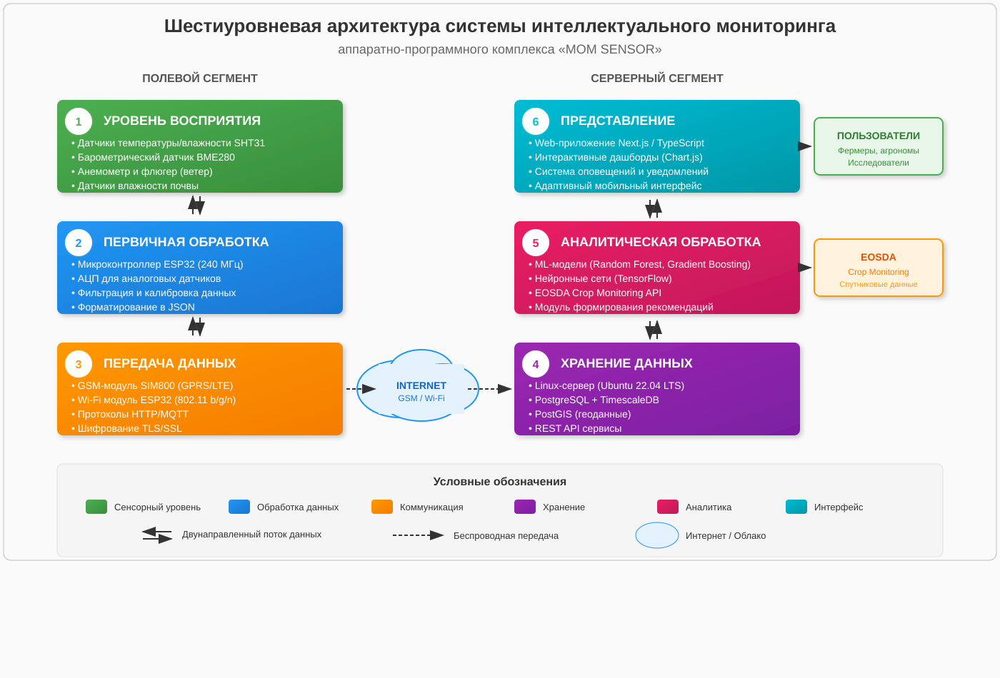 Шестиуровневая архитектура системы интеллектуального мониторинга
аппаратно-программного комплекса «MOM SENSOR»
ПОЛЕВОЙ СЕГМЕНТ
1
УРОВЕНЬ ВОСПРИЯТИЯ
• Датчики температуры/влажности SHT31
• Барометрический датчик BME280
• Анемометр и флюгер (ветер)
• Датчики влажности почвы
2
ПЕРВИЧНАЯ ОБРАБОТКА
• Микроконтроллер ESP32 (240 МГц)
• АЦП для аналоговых датчиков
• Фильтрация и калибровка данных
• Форматирование в JSON
3
ПЕРЕДАЧА ДАННЫХ
• GSM-модуль SIM800 (GPRS/LTE)
• Wi-Fi модуль ESP32 (802.11 b/g/n)
• Протоколы HTTP/MQTT
• Шифрование TLS/SSL
INTERNET
GSM / Wi-Fi
СЕРВЕРНЫЙ СЕГМЕНТ
6
ПРЕДСТАВЛЕНИЕ
• Web-приложение Next.js / TypeScript
• Интерактивные дашборды (Chart.js)
• Система оповещений и уведомлений
• Адаптивный мобильный интерфейс
ПОЛЬЗОВАТЕЛИ
Фермеры, агрономы
Исследователи
5
АНАЛИТИЧЕСКАЯ ОБРАБОТКА
• ML-модели (Random Forest, Gradient Boosting)
• Нейронные сети (TensorFlow)
• EOSDA Crop Monitoring API
• Модуль формирования рекомендаций
EOSDA
Crop Monitoring
Спутниковые данные
4
ХРАНЕНИЕ ДАННЫХ
• Linux-сервер (Ubuntu 22.04 LTS)
• PostgreSQL + TimescaleDB
• PostGIS (геоданные)
• REST API сервисы
Условные обозначения
Сенсорный уровень
Обработка данных
Коммуникация
Хранение
Аналитика
Интерфейс
Двунаправленный поток данных
Беспроводная передача
Интернет / Облако